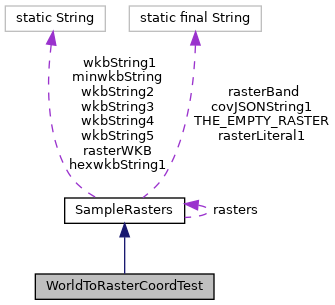 static String
static final String
wkbString1
minwkbString
wkbString2
wkbString3
wkbString4
wkbString5
rasterWKB
hexwkbString1
rasterBand
covJSONString1
THE_EMPTY_RASTER
rasterLiteral1
SampleRasters
rasters
WorldToRasterCoordTest